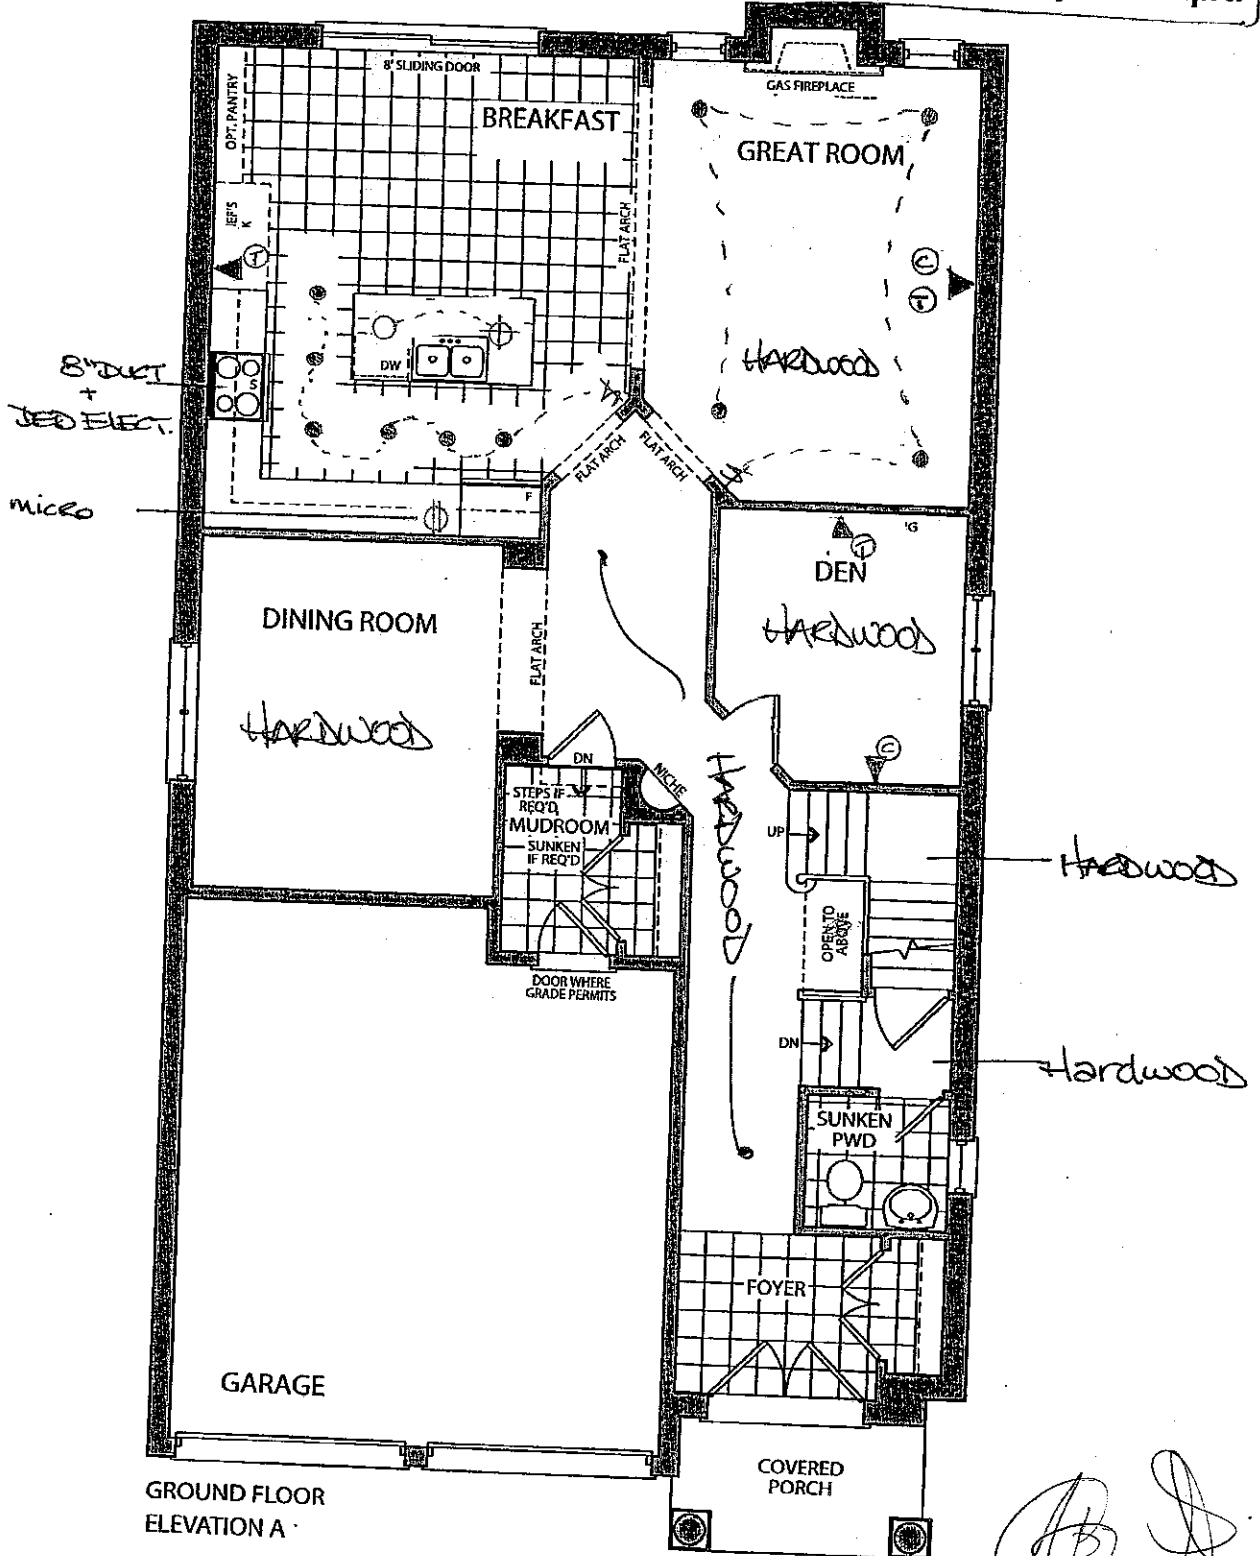 8' SLIDING DOOR
GAS FIREPLACE
OPT. PANTRY
BREAKFAST
GREAT ROOM
FLAT ARCH
T
C
T
8" DUCT
+
DED ELECT.
S
DW
HARDWOOD
FLAT ARCH
FLAT ARCH
F
micro
DEN
T
HARDWOOD
DINING ROOM
HARDWOOD
FLAT ARCH
C
DN
NICHE
STEPS IF
REQ'D,
MUDROOM
SUNKEN
IF REQ'D
HARDWOOD
UP
HARDWOOD
OPEN TO
ABOVE
DOOR WHERE
GRADE PERMITS
DN
Hardwood
SUNKEN
PWD
FOYER
GARAGE
COVERED
PORCH
GROUND FLOOR
ELEVATION A